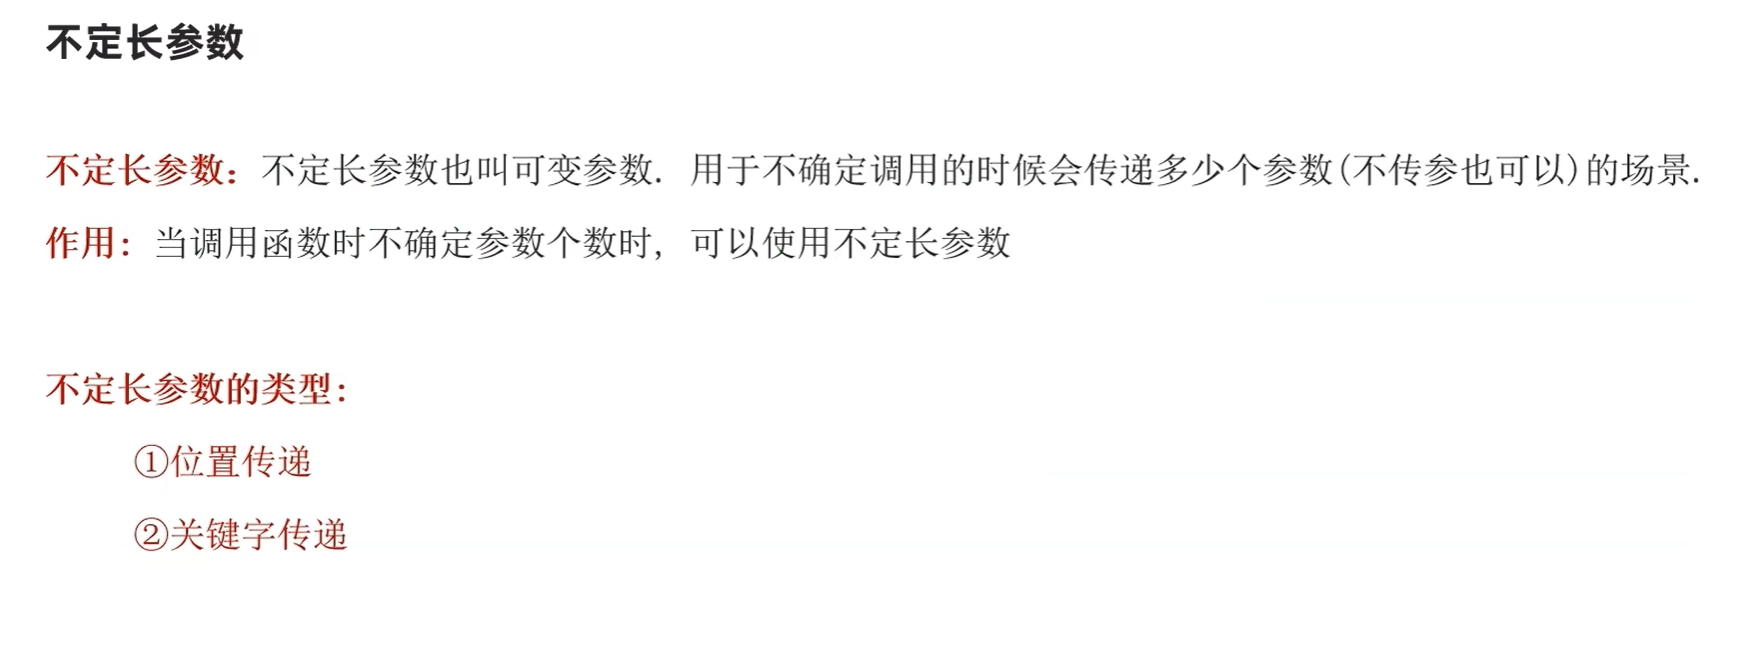 不定长参数
不定长参数：不定长参数也叫可变参数. 用于不确定调用的时候会传递多少个参数(不传参也可以)的场景.
作用：当调用函数时不确定参数个数时, 可以使用不定长参数
不定长参数的类型：
①位置传递
②关键字传递